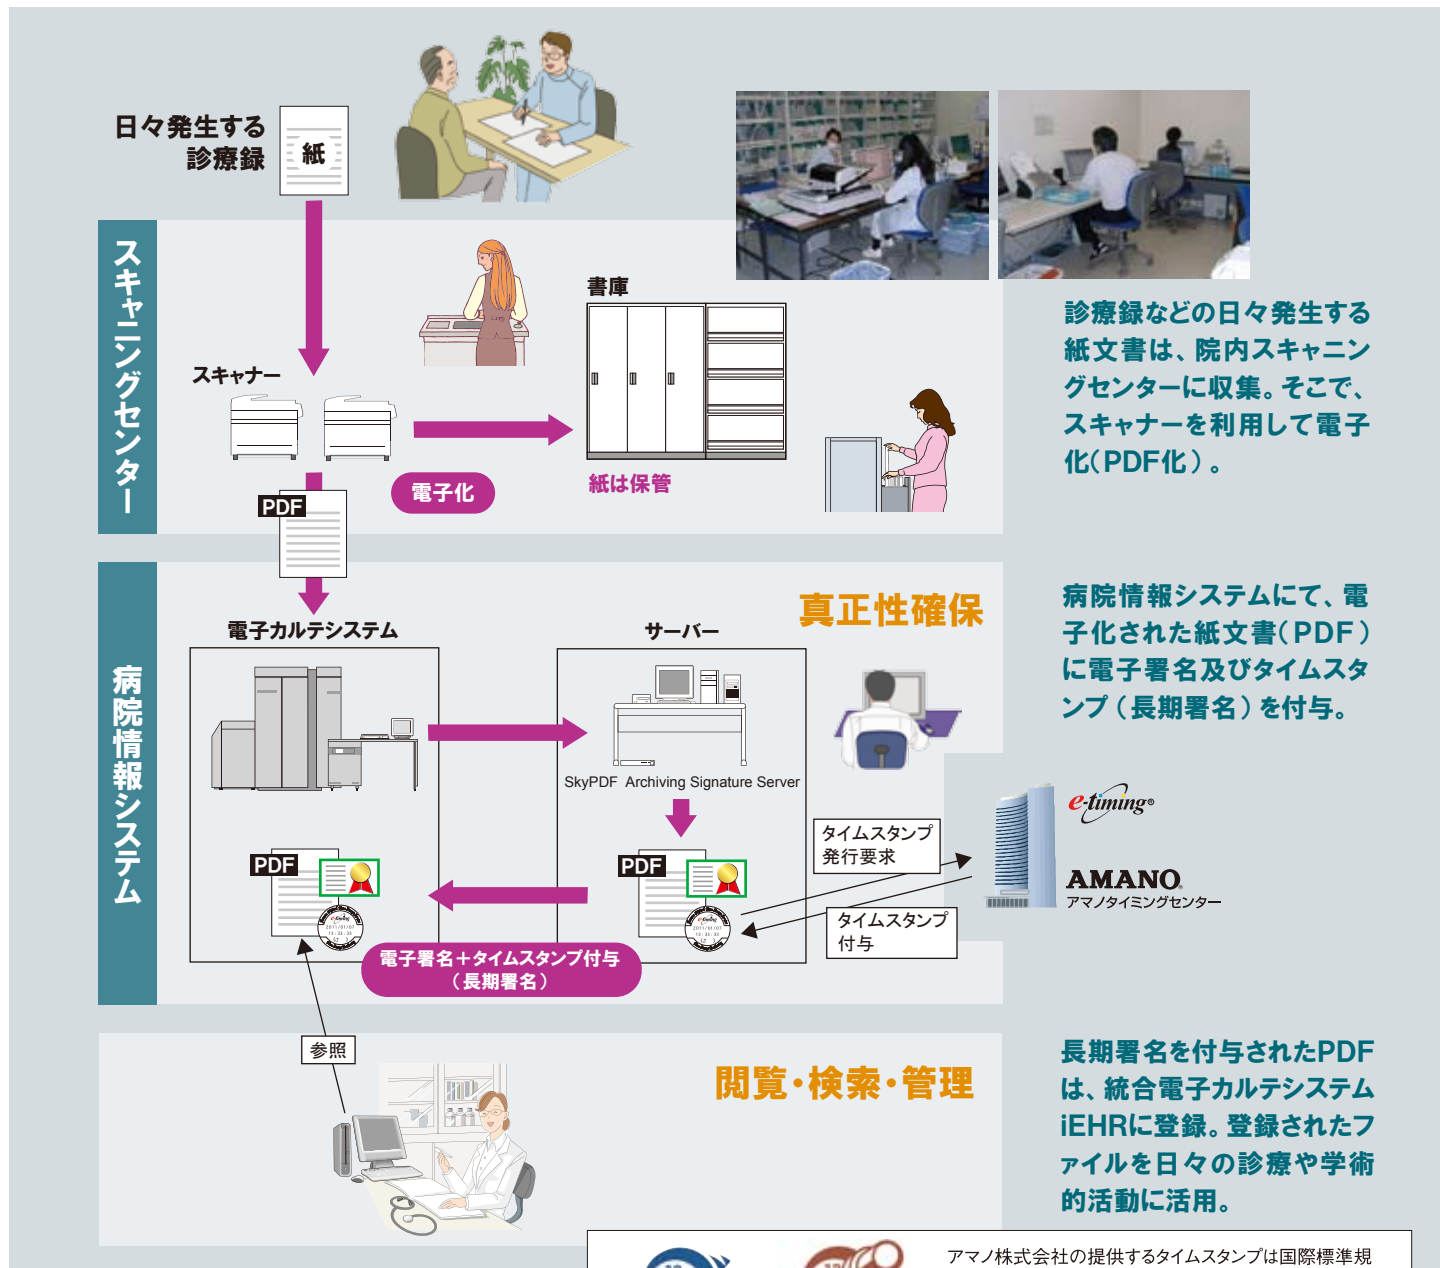 日々発生する
診療録
紙
スキャニングセンター
スキャナー
書庫
電子化
紙は保管
PDF
診療録などの日々発生する
紙文書は、院内スキャニン
グセンターに収集。そこで、
スキャナーを利用して電子
化(PDF化)。
病院情報システム
真正性確保
電子カルテシステム
サーバー
SkyPDF Archiving Signature Server
病院情報システムにて、電
子化された紙文書(PDF)
に電子署名及びタイムスタ
ンプ(長期署名)を付与。
PDF
e-timing
2011/01/07
PDF
e-timing
2011/01/07
タイムスタンプ
発行要求
タイムスタンプ
付与
e-timing®
AMANO
アマノタイミングセンター
電子署名+タイムスタンプ付与
(長期署名)
参照
閲覧・検索・管理
長期署名を付与されたPDF
は、統合電子カルテシステム
iEHRに登録。登録されたフ
ァイルを日々の診療や学術
的活動に活用。
アマノ株式会社の提供するタイムスタンプは国際標準規